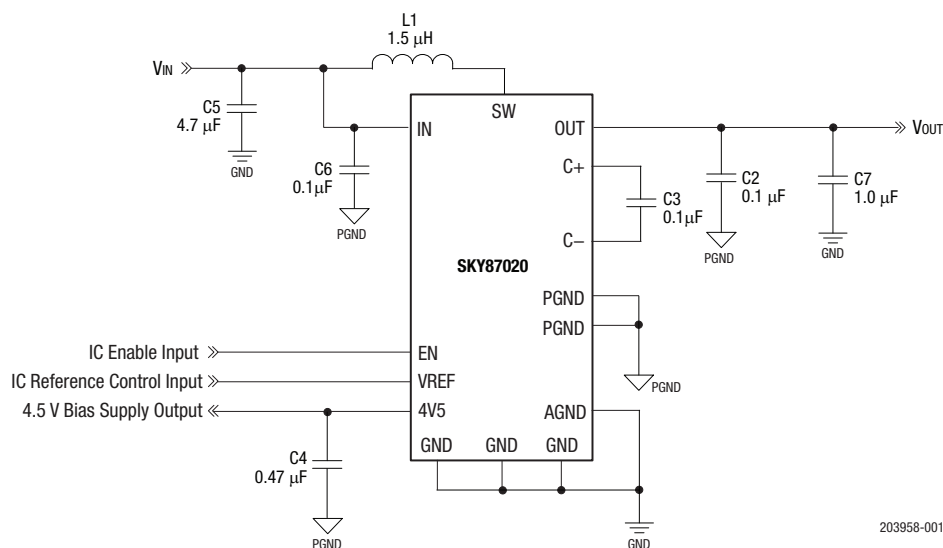 L1
1.5 μH
VIN
C5
4.7 μF
GND
C6
0.1μF
PGND
SW
IN
OUT
VOUT
C+
C3
0.1μF
C–
C2
0.1 μF
PGND
C7
1.0 μF
GND
SKY87020
PGND
PGND
PGND
IC Enable Input
EN
IC Reference Control Input
VREF
4.5 V Bias Supply Output
4V5
AGND
C4
0.47 μF
PGND
GND GND GND
GND
203958-001